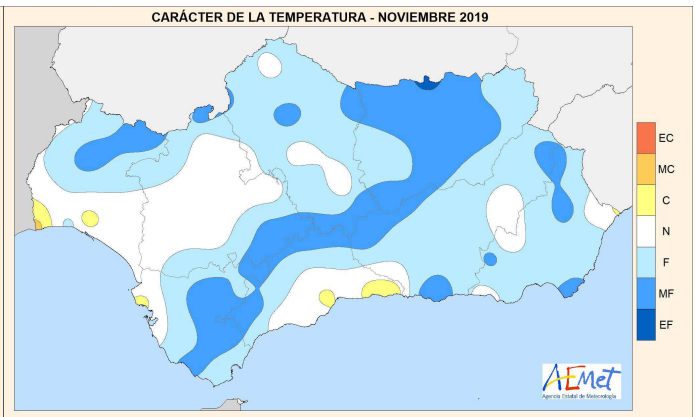 CARÁCTER DE LA TEMPERATURA - NOVIEMBRE 2019
EC
MC
C
N
F
MF
EF
AEMet
Agencia Estatal de Meteorología